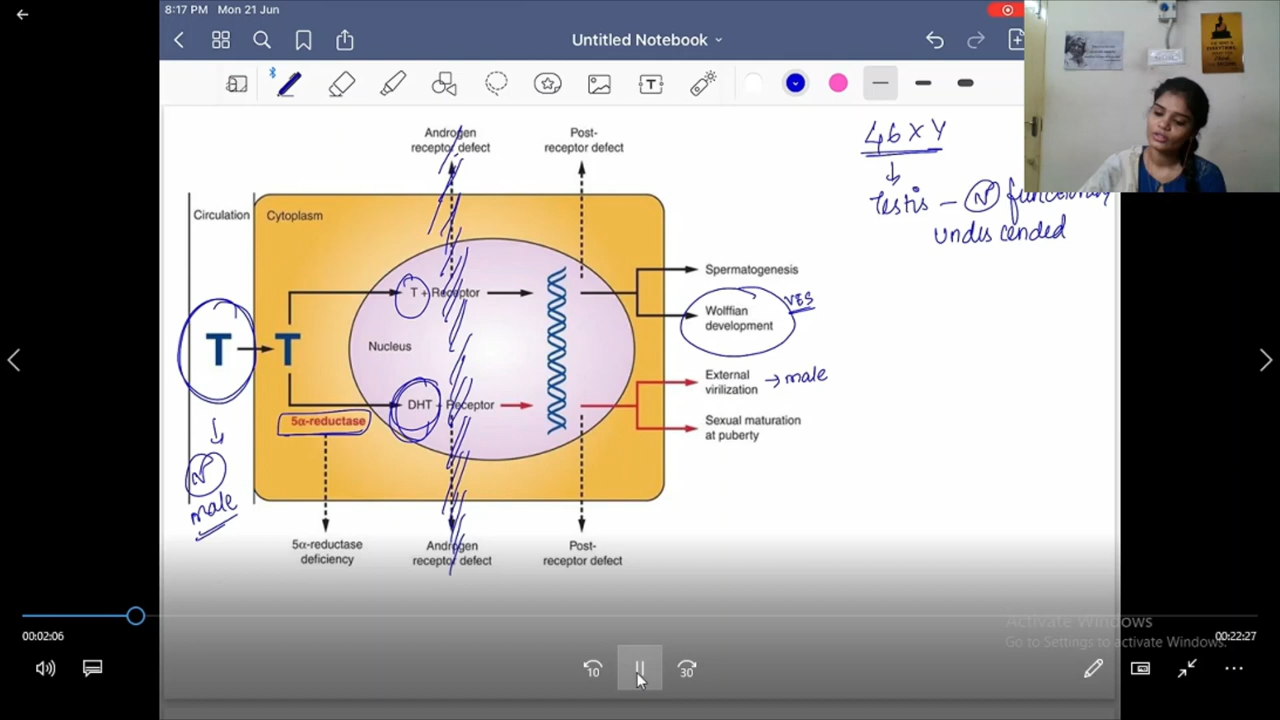 8:17 PM Mon 21 Jun
Untitled Notebook
T
Androgen
receptor defect
Post-
receptor defect
46XY
Testis - N functioning
undescended
Circulation
Cytoplasm
T + Receptor
Spermatogenesis
Wolffian
development
YES
T
T
Nucleus
External
virilization → male
DHT Receptor
5α-reductase
Sexual maturation
at puberty
N
male
5α-reductase
deficiency
Androgen
receptor defect
Post-
receptor defect
00:02:06
Activate Windows
Go to Settings to activate Windows.
00:22:27
10
30